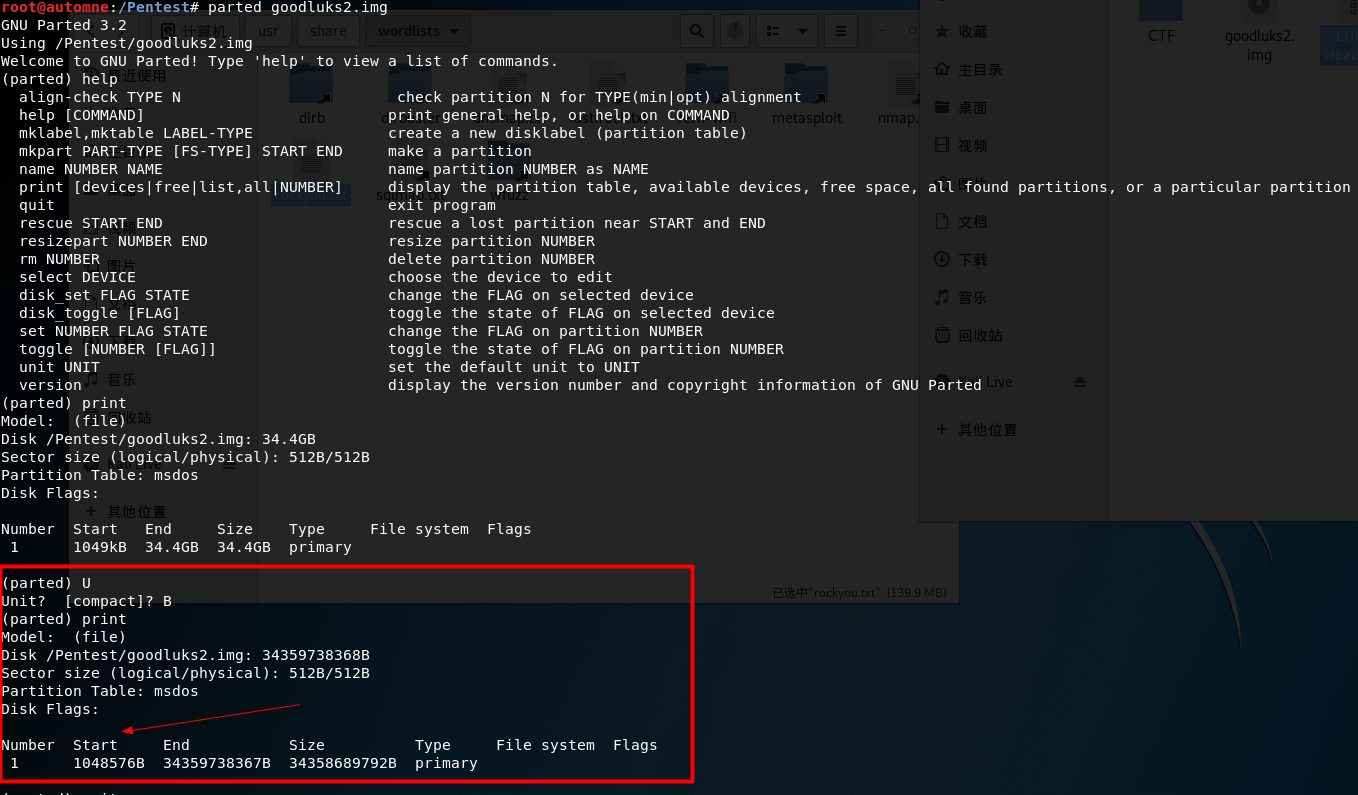 root@automne:/Pentest# parted goodluks2.img
GNU Parted 3.2
Using /Pentest/goodluks2.img
Welcome to GNU Parted! Type 'help' to view a list of commands.
(parted) help
  align-check TYPE N                        check partition N for TYPE(min|opt) alignment
  help [COMMAND]                           print general help, or help on COMMAND
  mklabel,mktable LABEL-TYPE               create a new disklabel (partition table)
  mkpart PART-TYPE [FS-TYPE] START END     make a partition
  name NUMBER NAME                         name partition NUMBER as NAME
  print [devices|free|list,all|NUMBER]     display the partition table, available devices, free space, all found partitions, or a particular partition
  quit                                     exit program
  rescue START END                         rescue a lost partition near START and END
  resizepart NUMBER END                    resize partition NUMBER
  rm NUMBER                                delete partition NUMBER
  select DEVICE                            choose the device to edit
  disk_set FLAG STATE                      change the FLAG on selected device
  disk_toggle [FLAG]                       toggle the state of FLAG on selected device
  set NUMBER FLAG STATE                    change the FLAG on partition NUMBER
  toggle [NUMBER [FLAG]]                   toggle the state of FLAG on partition NUMBER
  unit UNIT                                set the default unit to UNIT
  version                                  display the version number and copyright information of GNU Parted
(parted) print
Model:  (file)
Disk /Pentest/goodluks2.img: 34.4GB
Sector size (logical/physical): 512B/512B
Partition Table: msdos
Disk Flags:
Number  Start   End     Size    Type     File system  Flags
 1      1049kB  34.4GB  34.4GB  primary
(parted) U
Unit?  [compact]? B
(parted) print
Model:  (file)
Disk /Pentest/goodluks2.img: 34359738368B
Sector size (logical/physical): 512B/512B
Partition Table: msdos
Disk Flags:
Number  Start     End           Size          Type     File system  Flags
 1      1048576B  34359738367B  34358689792B  primary
计算机
usr
share
wordlists
dirb
metasploit
nmap.
rockyou.txt
图片
音乐
其他位置
已选中"rockyou.txt" (139.9 MB)
收藏
主目录
桌面
视频
文档
下载
音乐
回收站
Live
其他位置
CTF
goodluks2.
img